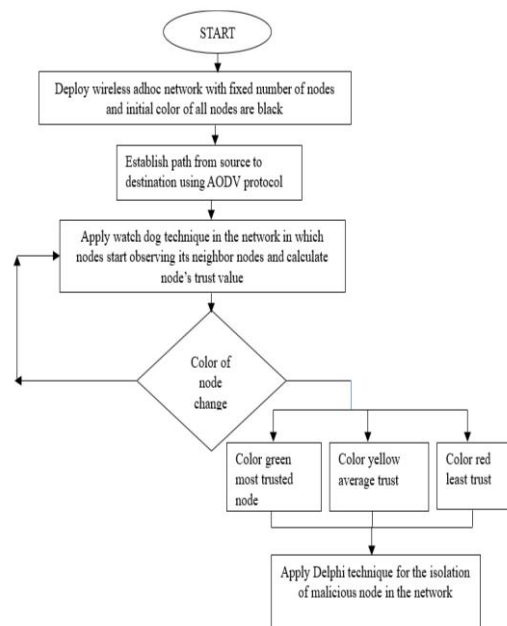 START
Deploy wireless adhoc network with fixed number of nodes
and initial color of all nodes are black
Establish path from source to
destination using AODV protocol
Apply watch dog technique in the network in which
nodes start observing its neighbor nodes and calculate
node's trust value
Color of
node
change
Color green
most trusted
node
Color yellow
average trust
Color red
least trust
Apply Delphi technique for the isolation
of malicious node in the network